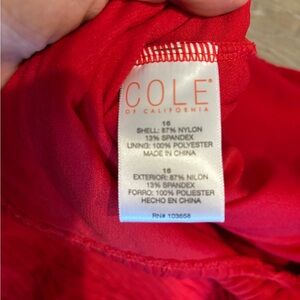 COLE
OF CALIFORNIA
16
SHELL: 87% NYLON
13% SPANDEX
LINING: 100% POLYESTER
MADE IN CHINA
16
EXTERIOR: 87% NILON
13% SPANDEX
FORRO: 100% POLIESTER
HECHO EN CHINA
RN# 103658